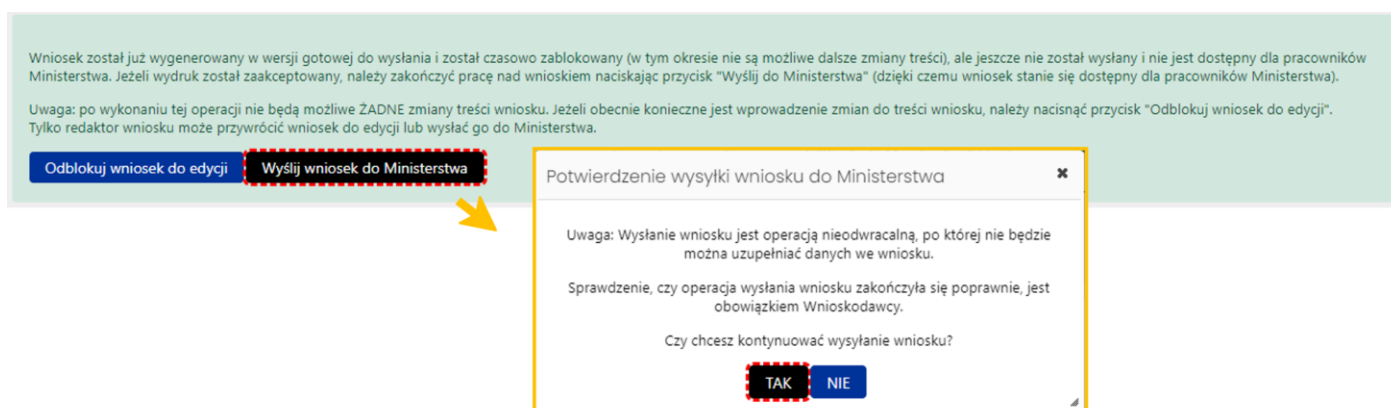 Wniosek został już wygenerowany w wersji gotowej do wysłania i został czasowo zablokowany (w tym okresie nie są możliwe dalsze zmiany treści), ale jeszcze nie został wysłany i nie jest dostępny dla pracowników
Ministerstwa. Jeżeli wydruk został zaakceptowany, należy zakończyć pracę nad wnioskiem naciskając przycisk "Wyślij do Ministerstwa" (dzięki czemu wniosek stanie się dostępny dla pracowników Ministerstwa).
Uwaga: po wykonaniu tej operacji nie będą możliwe ŻADNE zmiany treści wniosku. Jeżeli obecnie konieczne jest wprowadzenie zmian do treści wniosku, należy nacisnąć przycisk "Odblokuj wniosek do edycji".
Tylko redaktor wniosku może przywrócić wniosek do edycji lub wysłać go do Ministerstwa.
Odblokuj wniosek do edycji Wyślij wniosek do Ministerstwa
Potwierdzenie wysyłki wniosku do Ministerstwa
Uwaga: Wysłanie wniosku jest operacją nieodwracalną, po której nie będzie
można uzupełniać danych we wniosku.
Sprawdzenie, czy operacja wysłania wniosku zakończyła się poprawnie, jest
obowiązkiem Wnioskodawcy.
Czy chcesz kontynuować wysyłanie wniosku?
TAK NIE